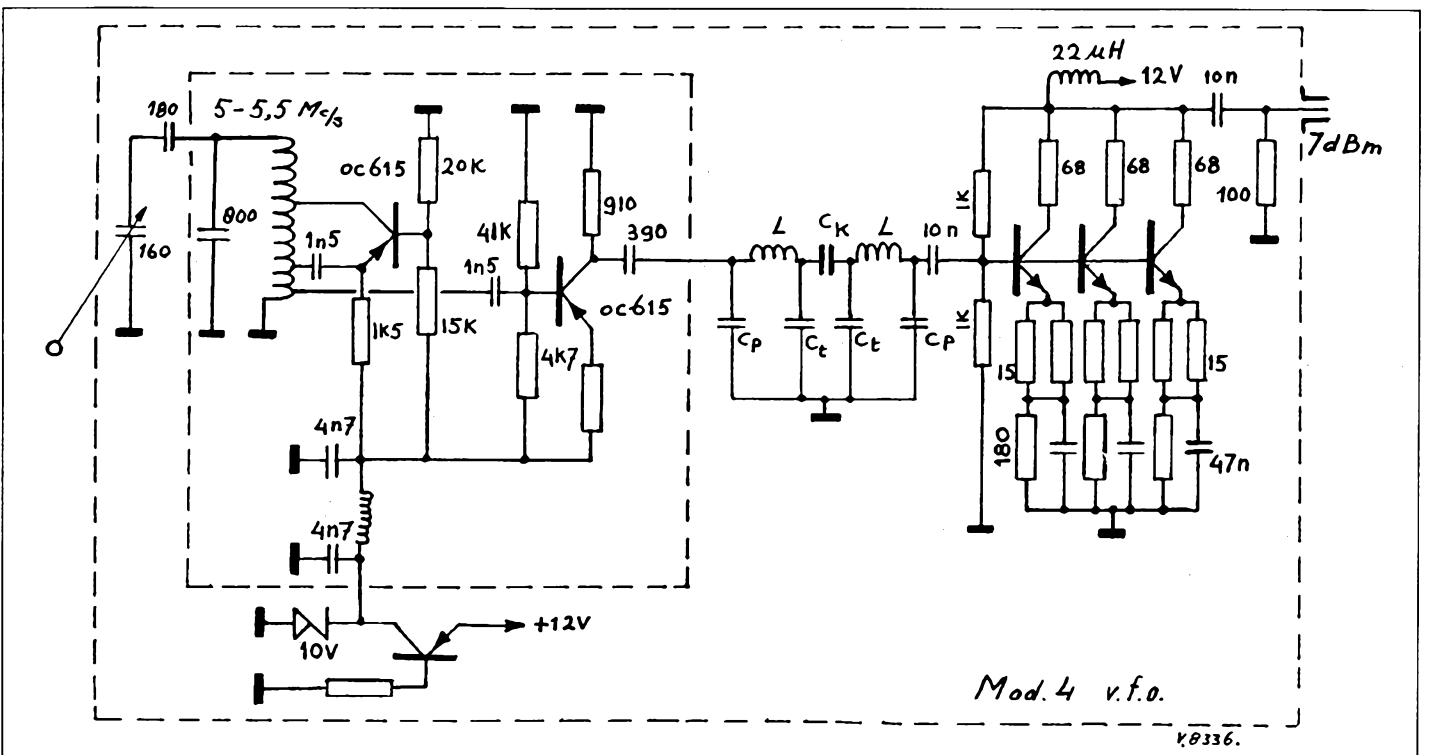 22 µH
12V
10n
7dBm
180
5-5,5 Mc/s
oc615
20K
68
68
68
100
1K
800
160
1n5
41K
910
390
L
CK
L
10n
1n5
oc615
1K5
15K
4K7
Cp
Ct
Ct
Cp
1K
15
15
180
47n
4n7
4n7
10V
+12V
Mod. 4 v.f.o.
V.8336.